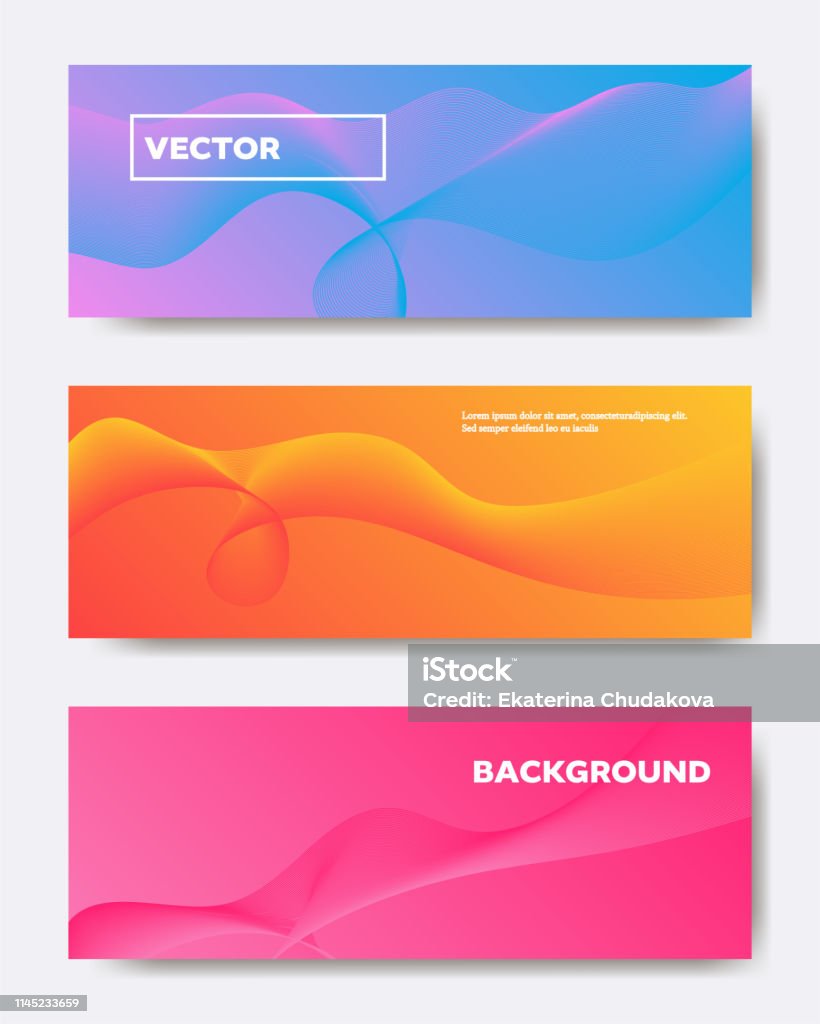 VECTOR
Lorem ipsum dolor sit amet, consecteturadipiscing elit.
Sed semper eleifend leo eu iaculis
iStock™
Credit: Ekaterina Chudakova
BACKGROUND
1145233659